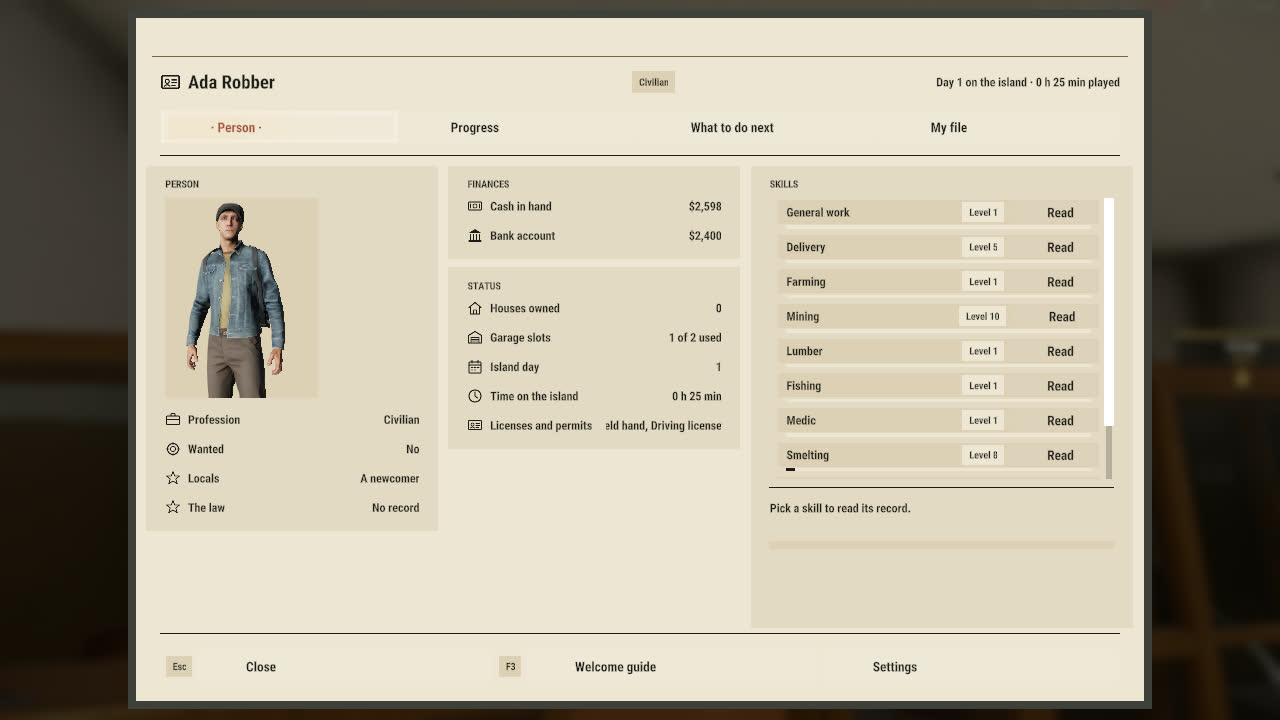 Ada Robber
Civilian
Day 1 on the island · 0 h 25 min played
· Person ·
Progress
What to do next
My file
PERSON
Profession Civilian
Wanted No
Locals A newcomer
The law No record
FINANCES
Cash in hand $2,598
Bank account $2,400
STATUS
Houses owned 0
Garage slots 1 of 2 used
Island day 1
Time on the island 0 h 25 min
Licenses and permits eld hand, Driving license
SKILLS
General work Level 1 Read
Delivery Level 5 Read
Farming Level 1 Read
Mining Level 10 Read
Lumber Level 1 Read
Fishing Level 1 Read
Medic Level 1 Read
Smelting Level 8 Read
Pick a skill to read its record.
Esc Close
F3 Welcome guide
Settings